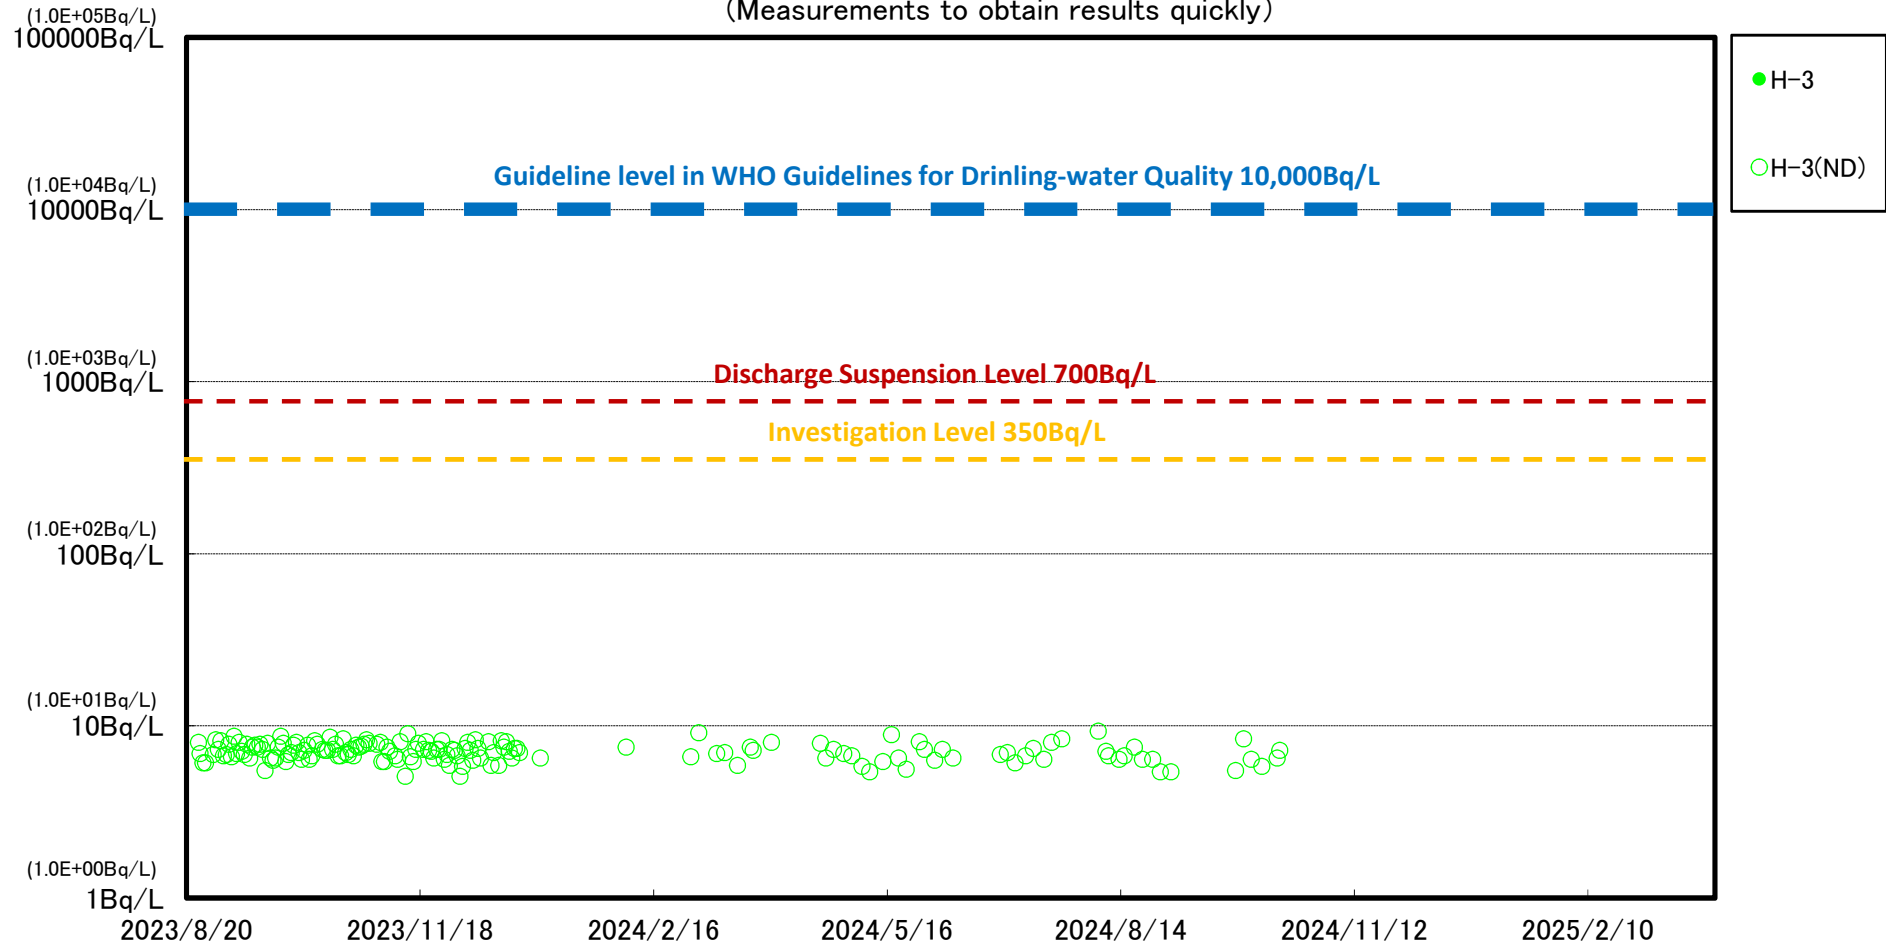 (Measurements to obtain results quickly)
(1.0E+05Bq/L)
100000Bq/L
H-3
H-3(ND)
Guideline level in WHO Guidelines for Drinling-water Quality 10,000Bq/L
(1.0E+04Bq/L)
10000Bq/L
(1.0E+03Bq/L)
1000Bq/L
Discharge Suspension Level 700Bq/L
Investigation Level 350Bq/L
(1.0E+02Bq/L)
100Bq/L
(1.0E+01Bq/L)
10Bq/L
(1.0E+00Bq/L)
1Bq/L
2023/8/20 2023/11/18 2024/2/16 2024/5/16 2024/8/14 2024/11/12 2025/2/10